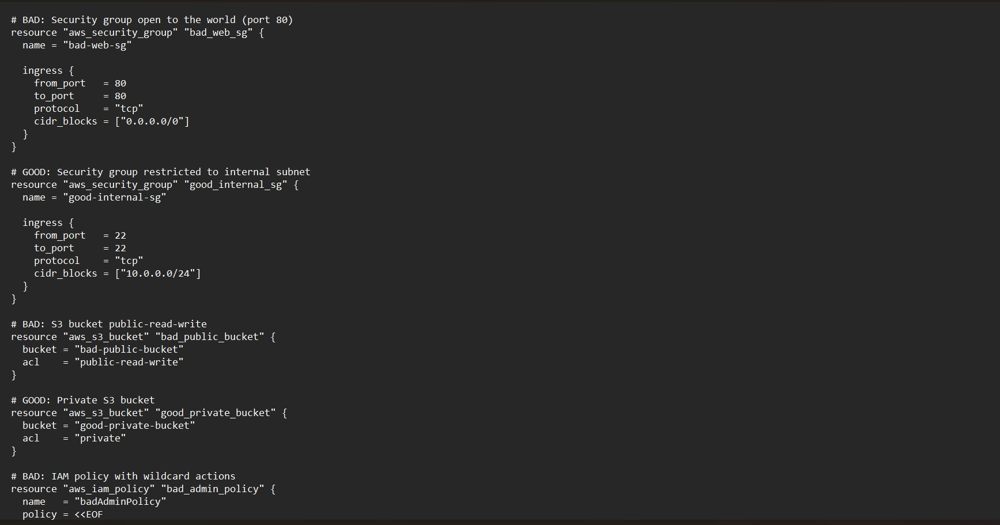 # BAD: Security group open to the world (port 80)
resource "aws_security_group" "bad_web_sg" {
  name = "bad-web-sg"

  ingress {
    from_port   = 80
    to_port     = 80
    protocol    = "tcp"
    cidr_blocks = ["0.0.0.0/0"]
  }
}

# GOOD: Security group restricted to internal subnet
resource "aws_security_group" "good_internal_sg" {
  name = "good-internal-sg"

  ingress {
    from_port   = 22
    to_port     = 22
    protocol    = "tcp"
    cidr_blocks = ["10.0.0.0/24"]
  }
}

# BAD: S3 bucket public-read-write
resource "aws_s3_bucket" "bad_public_bucket" {
  bucket = "bad-public-bucket"
  acl    = "public-read-write"
}

# GOOD: Private S3 bucket
resource "aws_s3_bucket" "good_private_bucket" {
  bucket = "good-private-bucket"
  acl    = "private"
}

# BAD: IAM policy with wildcard actions
resource "aws_iam_policy" "bad_admin_policy" {
  name   = "badAdminPolicy"
  policy = <<EOF